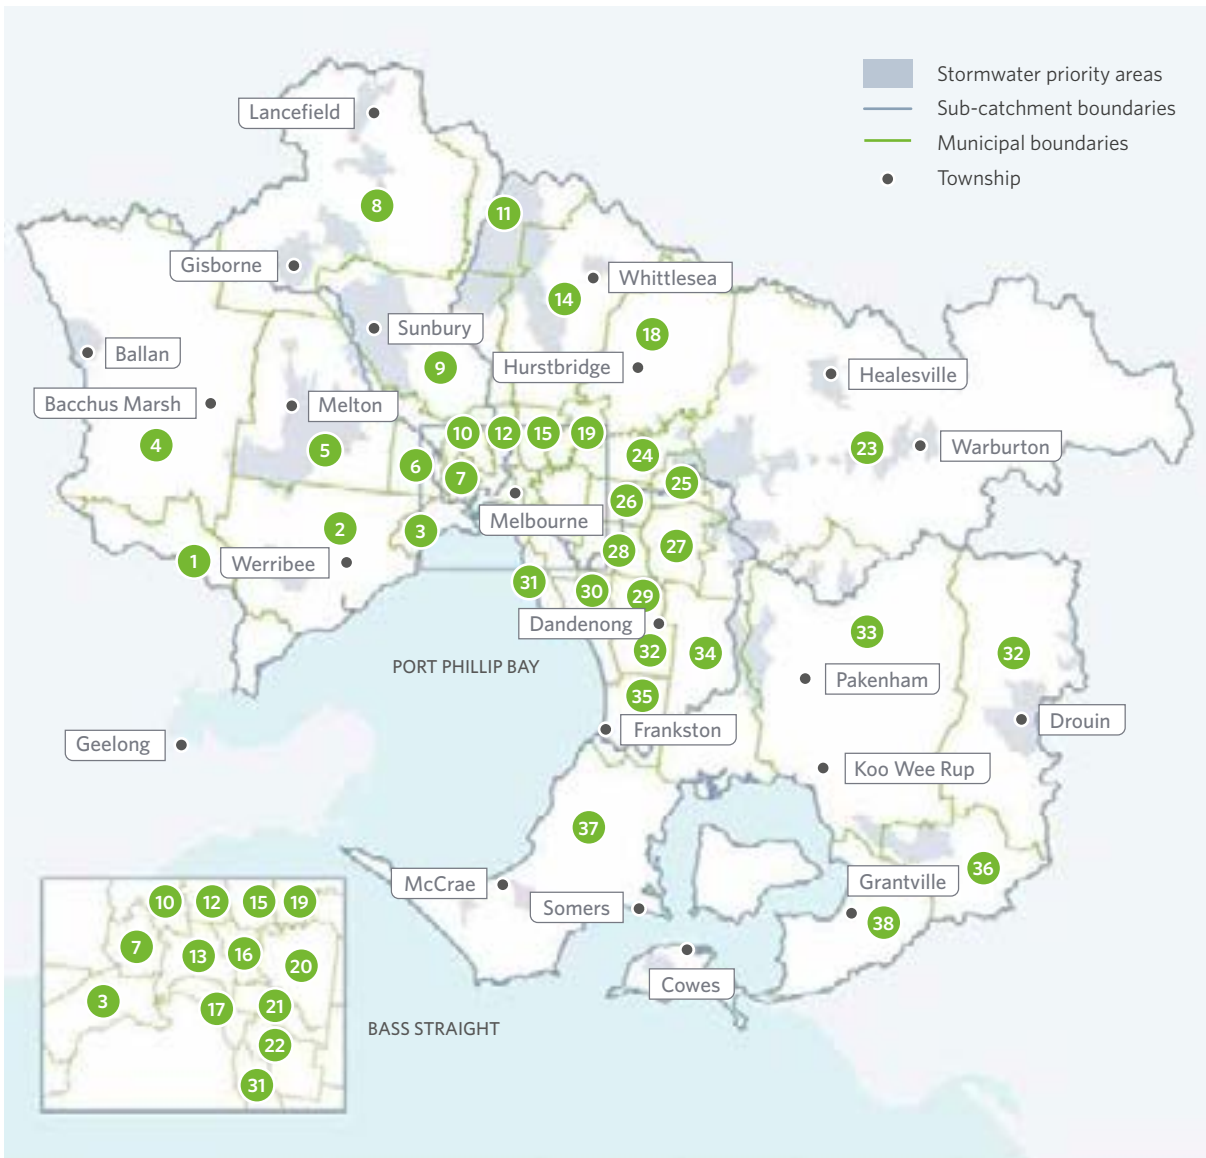 Stormwater priority areas
Sub-catchment boundaries
Municipal boundaries
Township
Lancefield
8
11
Gisborne
Whittlesea
14
Sunbury
18
Ballan
9
Hurstbridge
Healesville
Bacchus Marsh
Melton
4
5
10
12
15
19
23
Warburton
6
7
24
25
26
Melbourne
2
3
1
Werribee
28
27
31
30
29
Dandenong
33
32
34
32
PORT PHILLIP BAY
Pakenham
35
Geelong
Frankston
Drouin
Koo Wee Rup
37
36
McCrae
Grantville
Somers
38
Cowes
10
12
15
19
7
13
16
20
3
17
21
22
31
BASS STRAIGHT